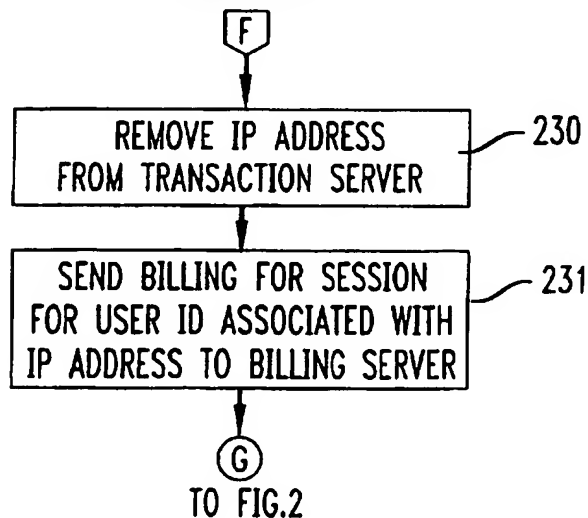 F
REMOVE IP ADDRESS
FROM TRANSACTION SERVER
230
SEND BILLING FOR SESSION
FOR USER ID ASSOCIATED WITH
IP ADDRESS TO BILLING SERVER
231
G
TO FIG.2